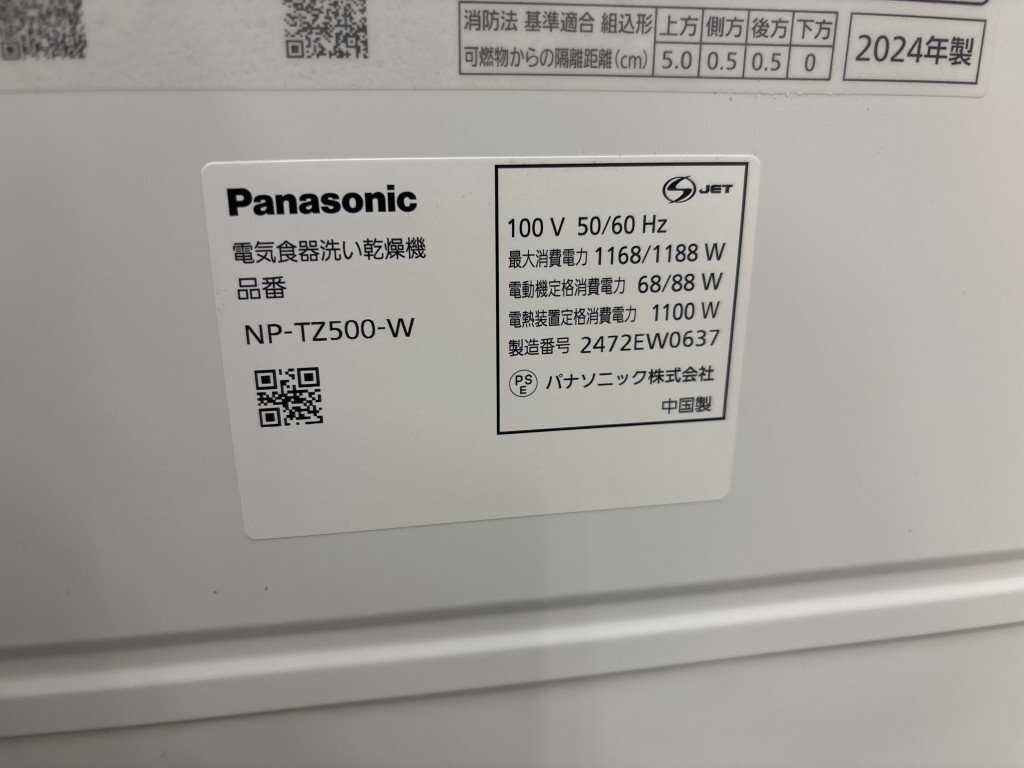 消防法 基準適合 組込形 上方 側方 後方 下方
可燃物からの隔離距離(cm) 5.0 0.5 0.5 0
2024年製
Panasonic
電気食器洗い乾燥機
品番
NP-TZ500-W
S JET
100 V 50/60 Hz
最大消費電力 1168/1188 W
電動機定格消費電力 68/88 W
電熱装置定格消費電力 1100 W
製造番号 2472EW0637
PSE パナソニック株式会社
中国製